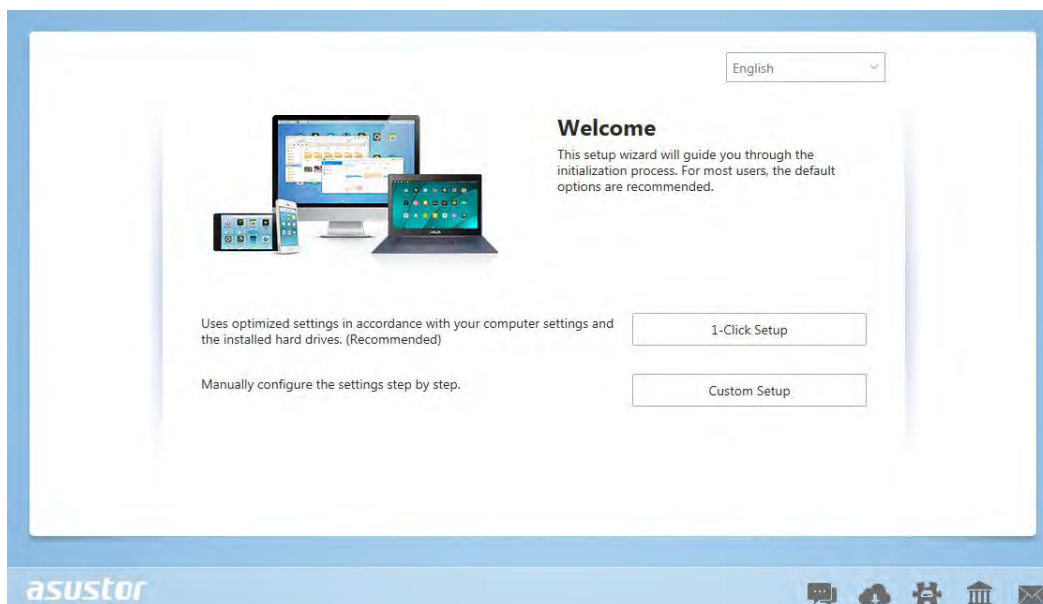 English
Welcome
This setup wizard will guide you through the
initialization process. For most users, the default
options are recommended.
Uses optimized settings in accordance with your computer settings and
the installed hard drives. (Recommended)
1-Click Setup
Manually configure the settings step by step.
Custom Setup
asustor